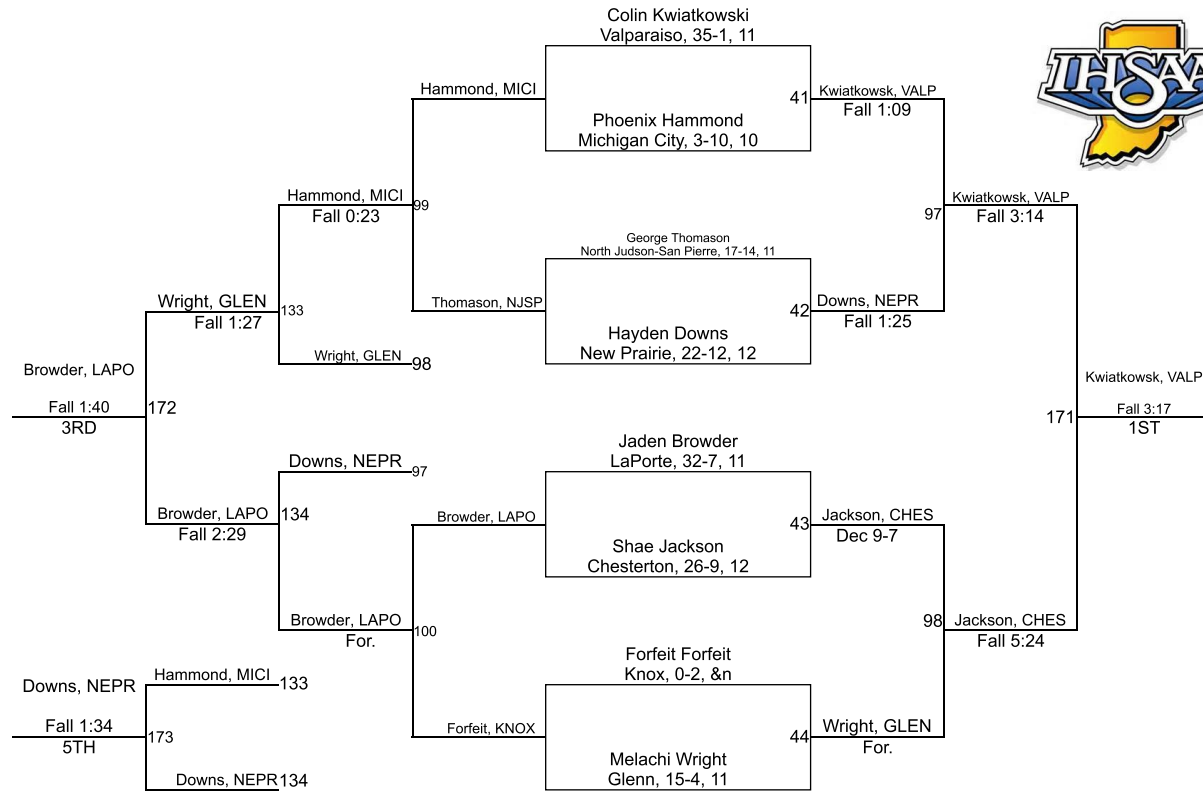 Colin Kwiatkowski
Valparaiso, 35-1, 11
IHSAA
Hammond, MICI
41
Kwiatkowsk, VALP
Fall 1:09
Phoenix Hammond
Michigan City, 3-10, 10
Hammond, MICI
Fall 0:23
99
97
Kwiatkowsk, VALP
Fall 3:14
George Thomason
North Judson-San Pierre, 17-14, 11
Wright, GLEN
Fall 1:27
133
Thomason, NJSP
42
Downs, NEPR
Fall 1:25
Hayden Downs
New Prairie, 22-12, 12
Wright, GLEN
98
Browder, LAPO
Fall 1:40
3RD
172
171
Kwiatkowsk, VALP
Fall 3:17
1ST
Jaden Browder
LaPorte, 32-7, 11
Downs, NEPR
97
Browder, LAPO
Fall 2:29
134
Browder, LAPO
43
Jackson, CHES
Dec 9-7
Shae Jackson
Chesterton, 26-9, 12
Browder, LAPO
For.
100
98
Jackson, CHES
Fall 5:24
Forfeit Forfeit
Knox, 0-2, &n
Hammond, MICI
133
Downs, NEPR
Fall 1:34
5TH
173
Forfeit, KNOX
44
Wright, GLEN
For.
Melachi Wright
Glenn, 15-4, 11
Downs, NEPR
134